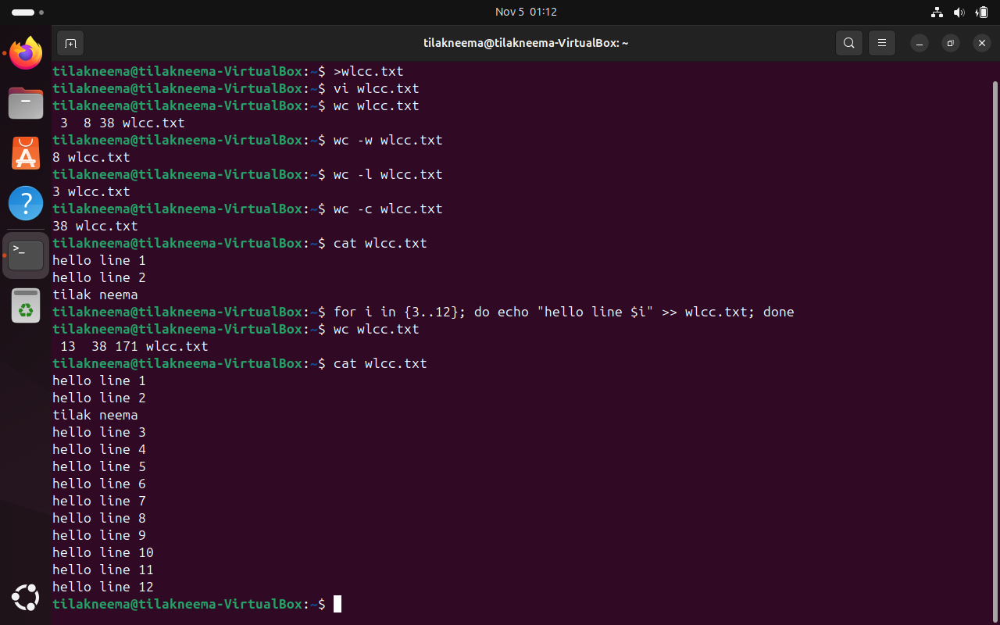 Nov 5 01:12
tilakneema@tilakneema-VirtualBox: ~
tilakneema@tilakneema-VirtualBox:~$ >wlcc.txt
tilakneema@tilakneema-VirtualBox:~$ vi wlcc.txt
tilakneema@tilakneema-VirtualBox:~$ wc wlcc.txt
 3  8 38 wlcc.txt
tilakneema@tilakneema-VirtualBox:~$ wc -w wlcc.txt
8 wlcc.txt
tilakneema@tilakneema-VirtualBox:~$ wc -l wlcc.txt
3 wlcc.txt
tilakneema@tilakneema-VirtualBox:~$ wc -c wlcc.txt
38 wlcc.txt
tilakneema@tilakneema-VirtualBox:~$ cat wlcc.txt
hello line 1
hello line 2
tilak neema
tilakneema@tilakneema-VirtualBox:~$ for i in {3..12}; do echo "hello line $i" >> wlcc.txt; done
tilakneema@tilakneema-VirtualBox:~$ wc wlcc.txt
 13  38 171 wlcc.txt
tilakneema@tilakneema-VirtualBox:~$ cat wlcc.txt
hello line 1
hello line 2
tilak neema
hello line 3
hello line 4
hello line 5
hello line 6
hello line 7
hello line 8
hello line 9
hello line 10
hello line 11
hello line 12
tilakneema@tilakneema-VirtualBox:~$